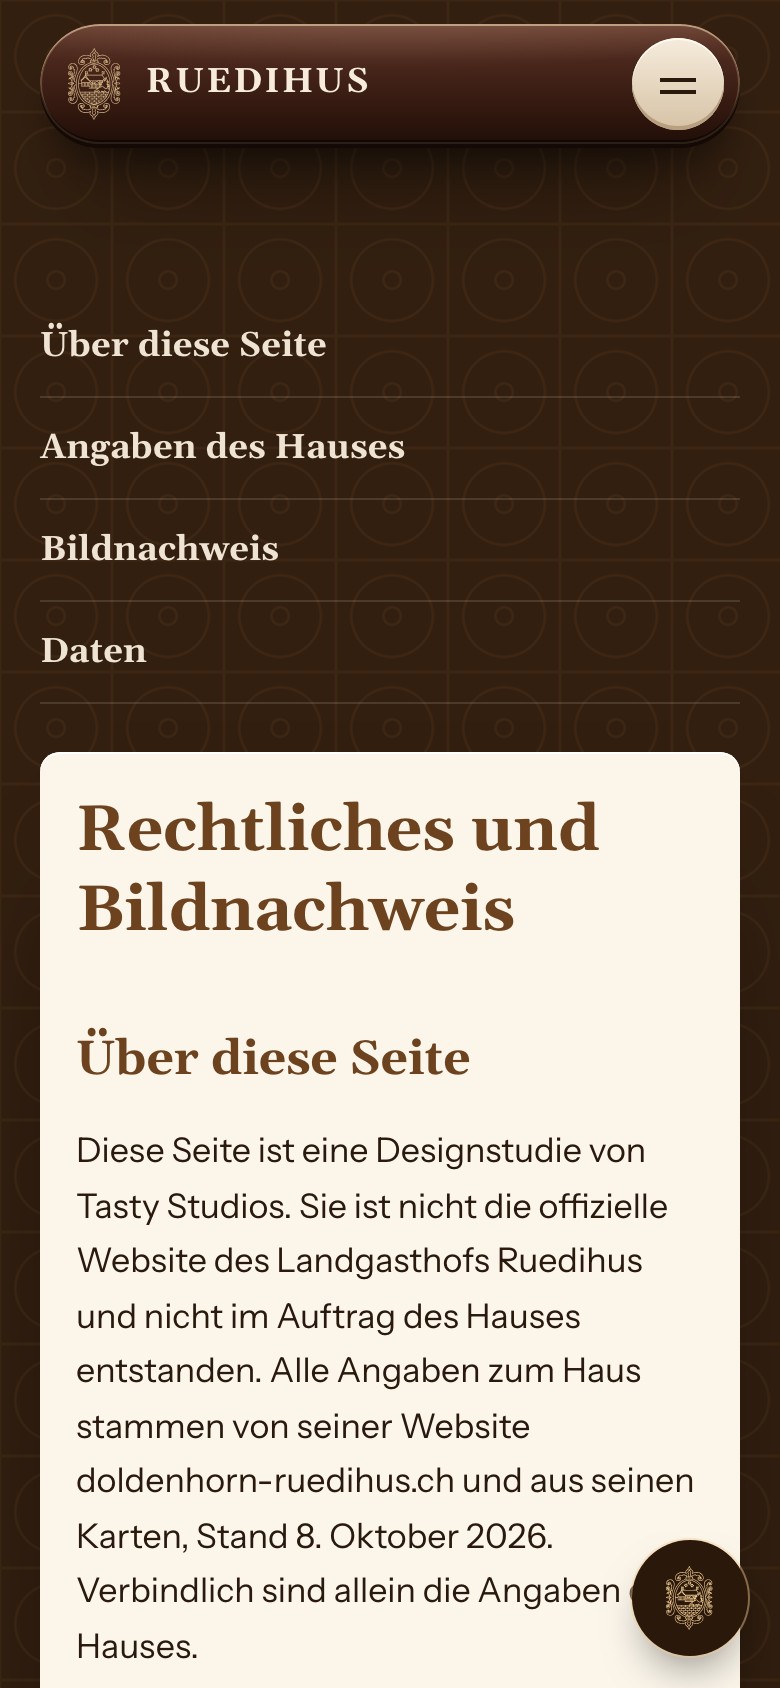 RUEDIHUS
Über diese Seite
Angaben des Hauses
Bildnachweis
Daten
Rechtliches und
Bildnachweis
Über diese Seite
Diese Seite ist eine Designstudie von
Tasty Studios. Sie ist nicht die offizielle
Website des Landgasthofs Ruedihus
und nicht im Auftrag des Hauses
entstanden. Alle Angaben zum Haus
stammen von seiner Website
doldenhorn-ruedihus.ch und aus seinen
Karten, Stand 8. Oktober 2026.
Verbindlich sind allein die Angaben
Hauses.